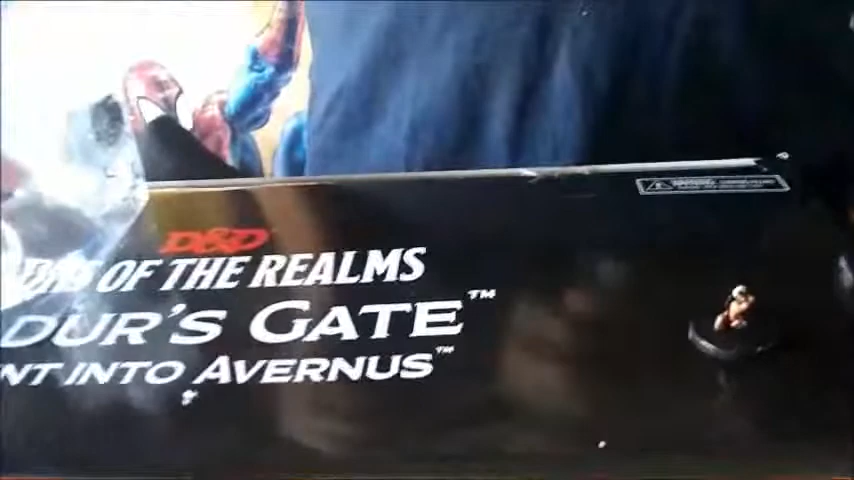 D&D
OF THE REALMS
DUR'S GATE™
NT INTO AVERNUS™